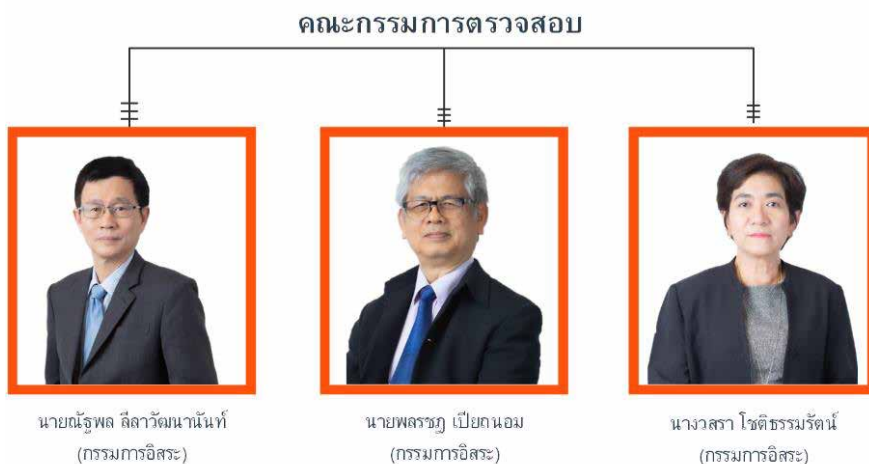 คณะกรรมการตรวจสอบ
นายณัฐพล ลีลาวัฒนานันท์
(กรรมการอิสระ)
นายพลรชฎ เปียถนอม
(กรรมการอิสระ)
นางวสรา โชติธรรมรัตน์
(กรรมการอิสระ)